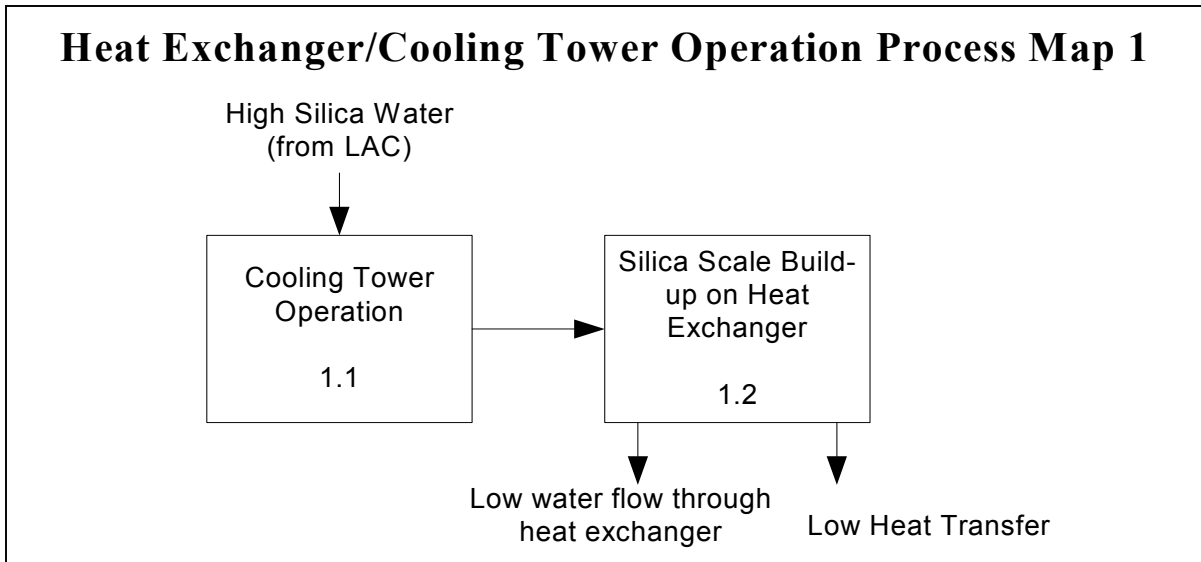 Heat Exchanger/Cooling Tower Operation Process Map 1
High Silica Water
(from LAC)
Cooling Tower
Operation
1.1
Silica Scale Build-
up on Heat
Exchanger
1.2
Low water flow through
heat exchanger
Low Heat Transfer